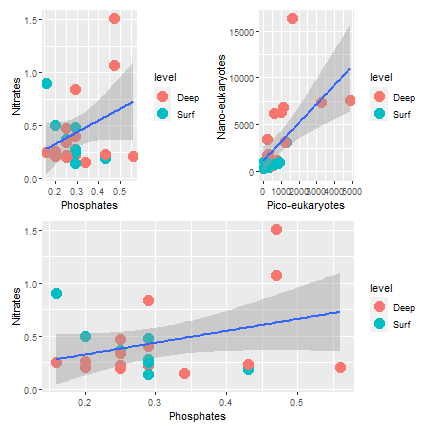 1.5
1.0
0.5
0.0
Nitrates
0.2 0.3 0.4 0.5
Phosphates
level
Deep
Surf
15000
10000
5000
0
Nano-eukaryotes
0 1000 2000 3000 4000 5000
Pico-eukaryotes
level
Deep
Surf
1.5
1.0
0.5
0.0
Nitrates
0.2 0.3 0.4 0.5
Phosphates
level
Deep
Surf